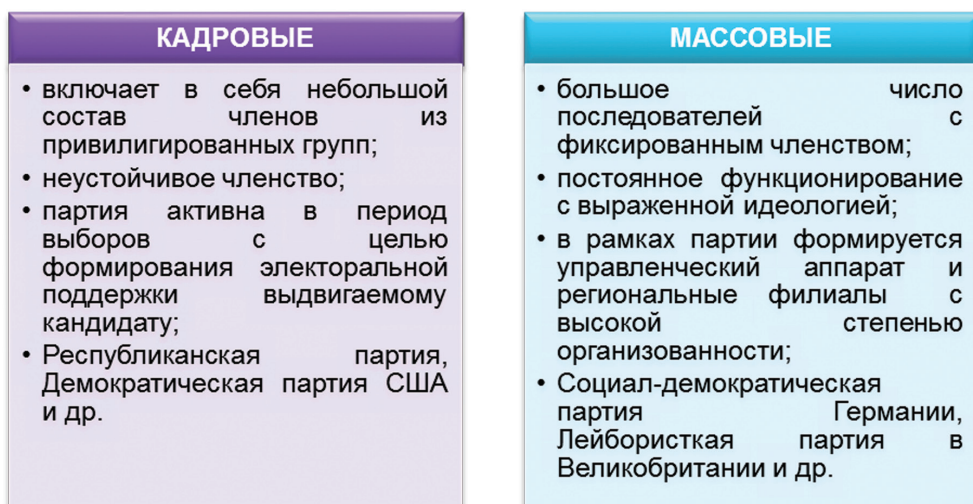 КАДРОВЫЕ
• включает в себя небольшой
состав членов из
привилигированных групп;
• неустойчивое членство;
• партия активна в период
выборов с целью
формирования электоральной
поддержки выдвигаемому
кандидату;
• Республиканская партия,
Демократическая партия США
и др.
МАССОВЫЕ
• большое число
последователей с
фиксированным членством;
• постоянное функционирование
с выраженной идеологией;
• в рамках партии формируется
управленческий аппарат и
региональные филиалы с
высокой степенью
организованности;
• Социал-демократическая
партия Германии,
Лейбористкая партия в
Великобритании и др.